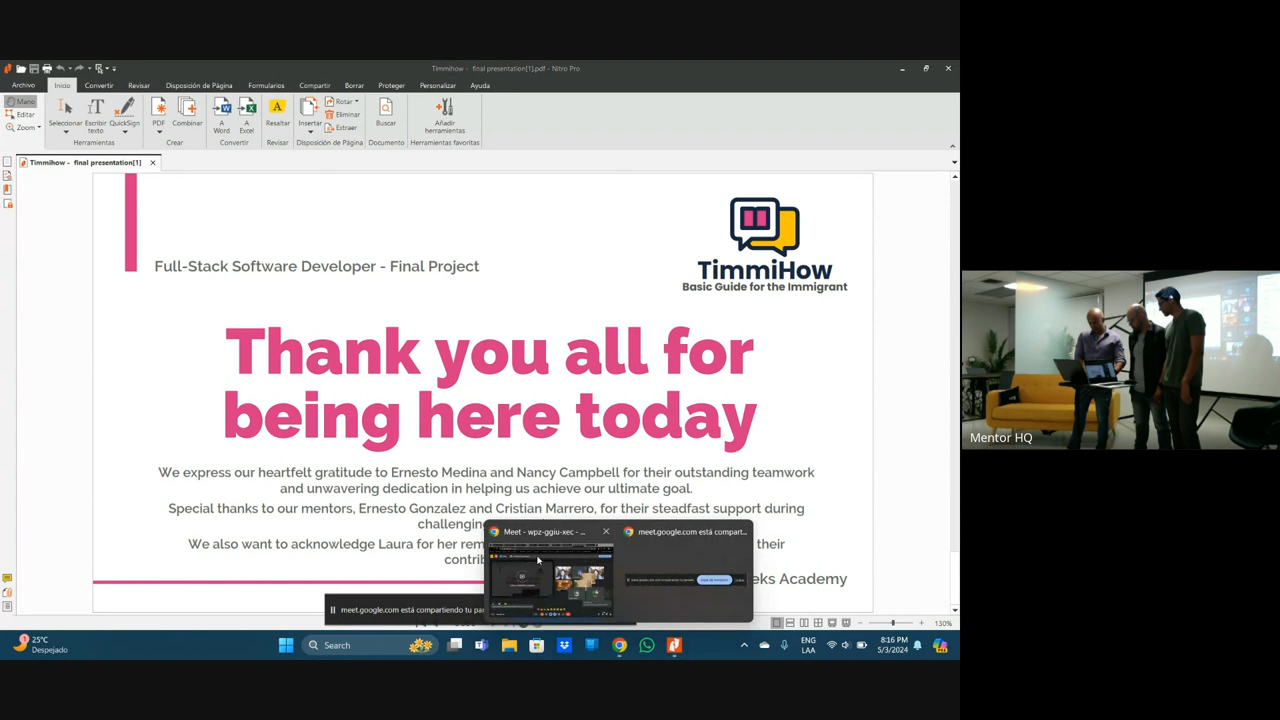 Timmihow - final presentation[1].pdf - Nitro Pro
Archivo Inicio Convertir Revisar Disposición de Página Formularios Compartir Borrar Proteger Personalizar Ayuda
Mano
Editar
Zoom
Seleccionar
Escribir texto
QuickSign
Herramientas
PDF
Combinar
Crear
A Word
A Excel
Convertir
Resaltar
Revisar
Insertar
Rotar
Eliminar
Extraer
Disposición de Página
Buscar
Documento
Añadir herramientas
Herramientas favoritas
Timmihow - final presentation[1]
Full-Stack Software Developer - Final Project
TimmiHow
Basic Guide for the Immigrant
Thank you all for
being here today
We express our heartfelt gratitude to Ernesto Medina and Nancy Campbell for their outstanding teamwork
and unwavering dedication in helping us achieve our ultimate goal.
Special thanks to our mentors, Ernesto Gonzalez and Cristian Marrero, for their steadfast support during
challenging
We also want to acknowledge Laura for her rem
their
contrib
eks Academy
Meet - wpz-ggiu-xec - ...
meet.google.com está compart...
meet.google.com está compartiendo tu pan
130%
25°C
Despejado
Search
ENG
LAA
8:16 PM
5/3/2024
Mentor HQ